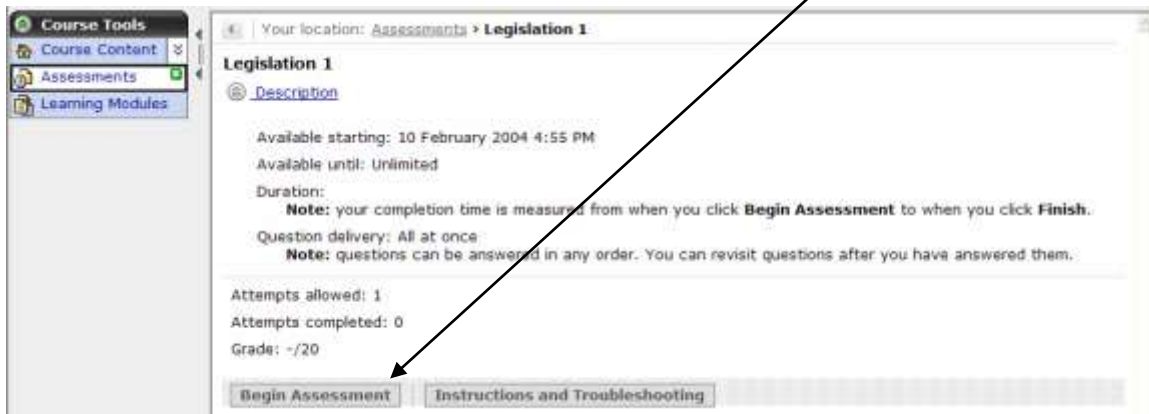 Course Tools
Course Content
Assessments
Learning Modules
Your location: Assessments › Legislation 1
Legislation 1
Description
Available starting: 10 February 2004 4:55 PM
Available until: Unlimited
Duration:
Note: your completion time is measured from when you click Begin Assessment to when you click Finish.
Question delivery: All at once
Note: questions can be answered in any order. You can revisit questions after you have answered them.
Attempts allowed: 1
Attempts completed: 0
Grade: -/20
Begin Assessment Instructions and Troubleshooting